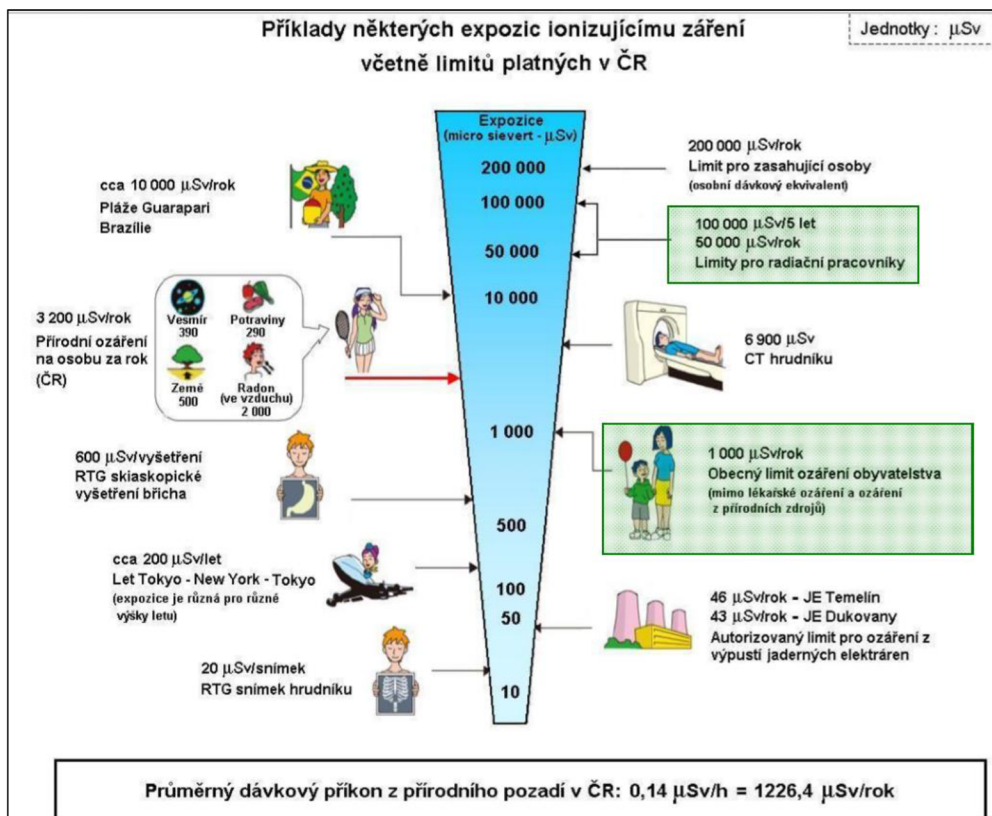 Příklady některých expozic ionizujícímu záření
včetně limitů platných v ČR
Jednotky : μSv
Expozice
(micro sievert - μSv)
200 000
100 000
50 000
10 000
1 000
500
100
50
10
cca 10 000 μSv/rok
Pláže Guarapari
Brazílie
3 200 μSv/rok
Přírodní ozáření
na osobu za rok
(ČR)
Vesmír
390
Potraviny
290
Země
500
Radon
(ve vzduchu)
2 000
600 μSv/vyšetření
RTG skiaskopické
vyšetření břicha
cca 200 μSv/let
Let Tokyo - New York - Tokyo
(expozice je různá pro různé
výšky letu)
20 μSv/snímek
RTG snímek hrudníku
200 000 μSv/rok
Limit pro zasahující osoby
(osobní dávkový ekvivalent)
100 000 μSv/5 let
50 000 μSv/rok
Limity pro radiační pracovníky
6 900 μSv
CT hrudníku
1 000 μSv/rok
Obecný limit ozáření obyvatelstva
(mimo lékařské ozáření a ozáření
z přírodních zdrojů)
46 μSv/rok - JE Temelín
43 μSv/rok - JE Dukovany
Autorizovaný limit pro ozáření z
výpustí jaderných elektráren
Průměrný dávkový příkon z přírodního pozadí v ČR: 0,14 μSv/h = 1226,4 μSv/rok